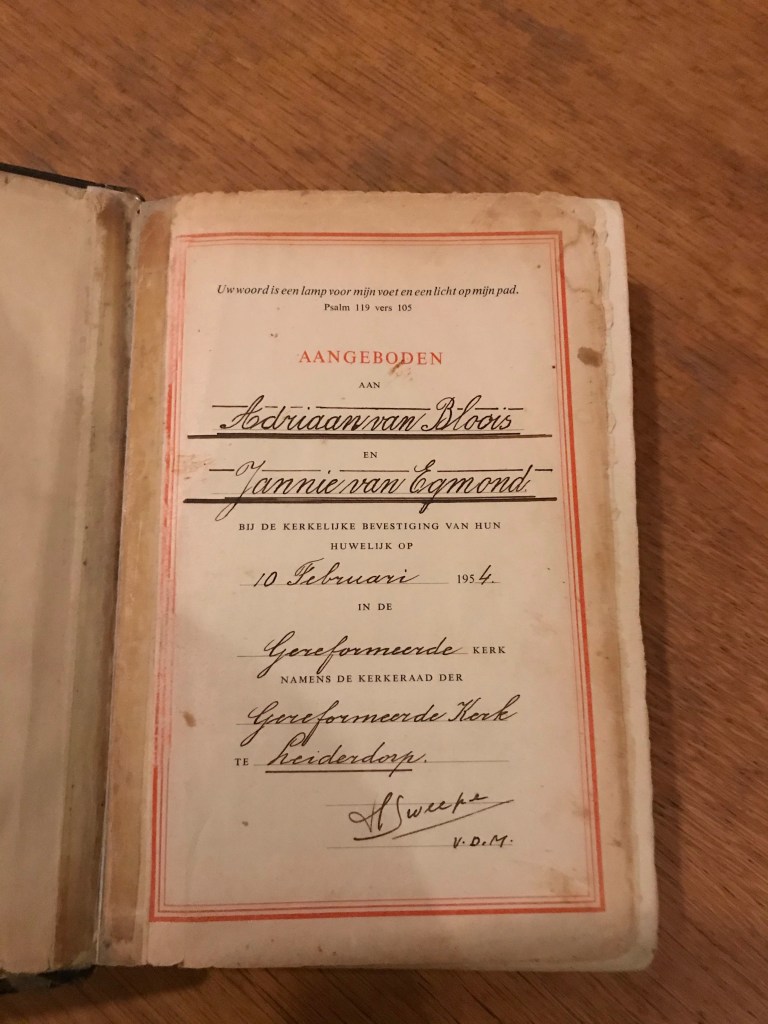 Uw woord is een lamp voor mijn voet en een licht op mijn pad.
Psalm 119 vers 105
AANGEBODEN
AAN
Adriaan van Bloois
EN
Jannie van Egmond.
BIJ DE KERKELIJKE BEVESTIGING VAN HUN
HUWELIJK OP
10 Februari 1954.
IN DE
Gereformeerde KERK
NAMENS DE KERKERAAD DER
Gereformeerde Kerk
TE Leiderdorp.
H Sweepe
V.D.M.